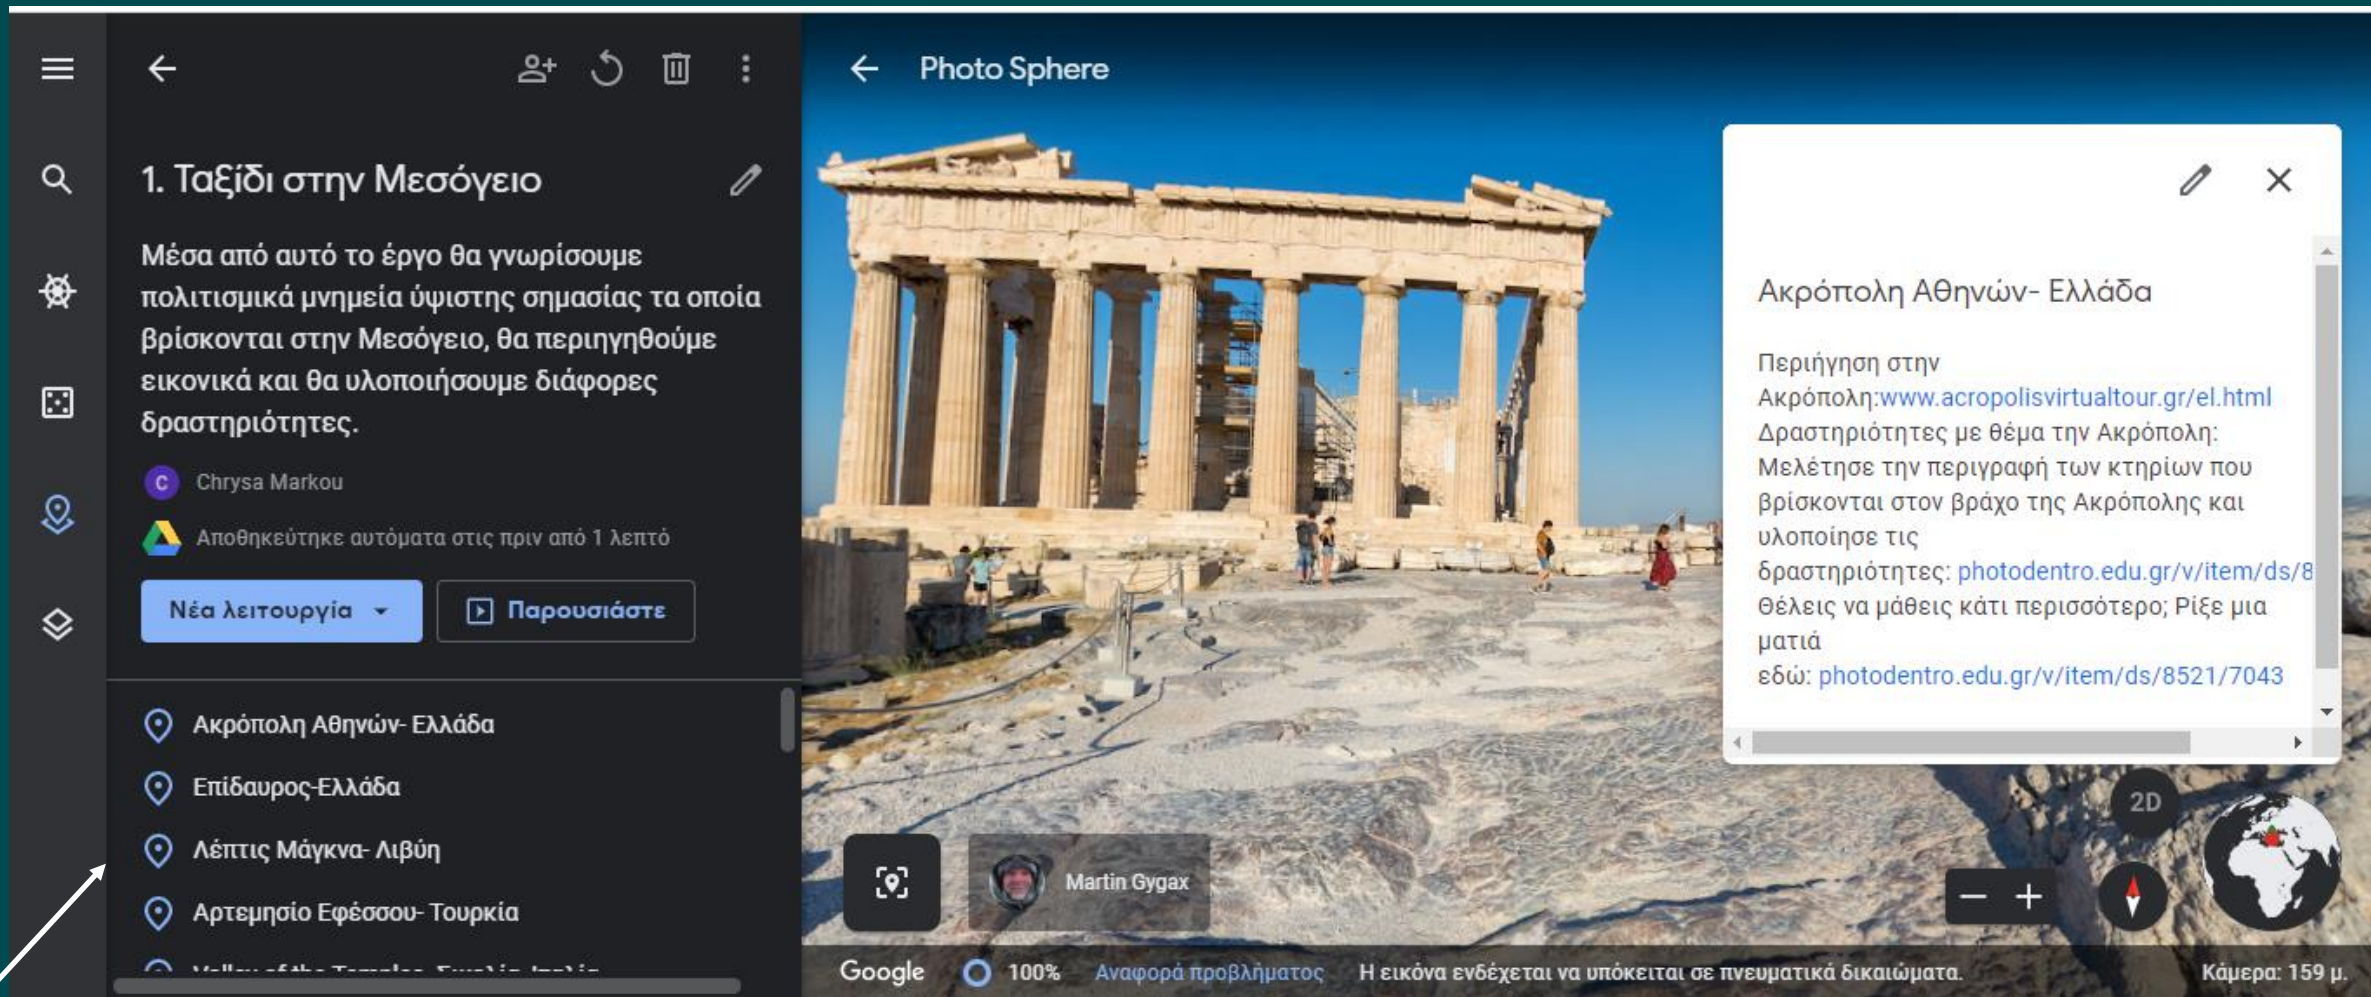 1. Ταξίδι στην Μεσόγειο
Μέσα από αυτό το έργο θα γνωρίσουμε
πολιτισμικά μνημεία ύψιστης σημασίας τα οποία
βρίσκονται στην Μεσόγειο, θα περιηγηθούμε
εικονικά και θα υλοποιήσουμε διάφορες
δραστηριότητες.
C Chrysa Markou
Αποθηκεύτηκε αυτόματα στις πριν από 1 λεπτό
Νέα λειτουργία
Παρουσιάστε
Ακρόπολη Αθηνών- Ελλάδα
Επίδαυρος-Ελλάδα
Λέπτις Μάγκνα- Λιβύη
Αρτεμησίο Εφέσσου- Τουρκία
Valley of the Temples, Σικελία, Ιταλία
Photo Sphere
Ακρόπολη Αθηνών- Ελλάδα
Περιήγηση στην
Ακρόπολη:www.acropolisvirtualtour.gr/el.html
Δραστηριότητες με θέμα την Ακρόπολη:
Μελέτησε την περιγραφή των κτηρίων που
βρίσκονται στον βράχο της Ακρόπολης και
υλοποίησε τις
δραστηριότητες: photodentro.edu.gr/v/item/ds/8
Θέλεις να μάθεις κάτι περισσότερο; Ρίξε μια
ματιά
εδώ: photodentro.edu.gr/v/item/ds/8521/7043
2D
Martin Gygax
Google
100%
Αναφορά προβλήματος
Η εικόνα ενδέχεται να υπόκειται σε πνευματικά δικαιώματα.
Κάμερα: 159 μ.